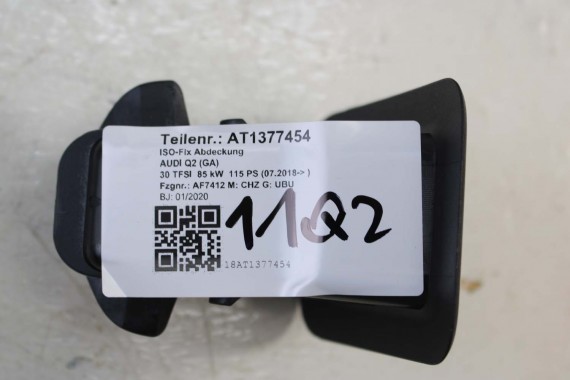 Teilenr.: AT1377454
ISO-Fix Abdeckung
AUDI Q2 (GA)
30 TFSI 85 kW 115 PS (07.2018-> )
Fzgnr.: AF7412 M: CHZ G: UBU
BJ: 01/2020
11Q2
18AT1377454